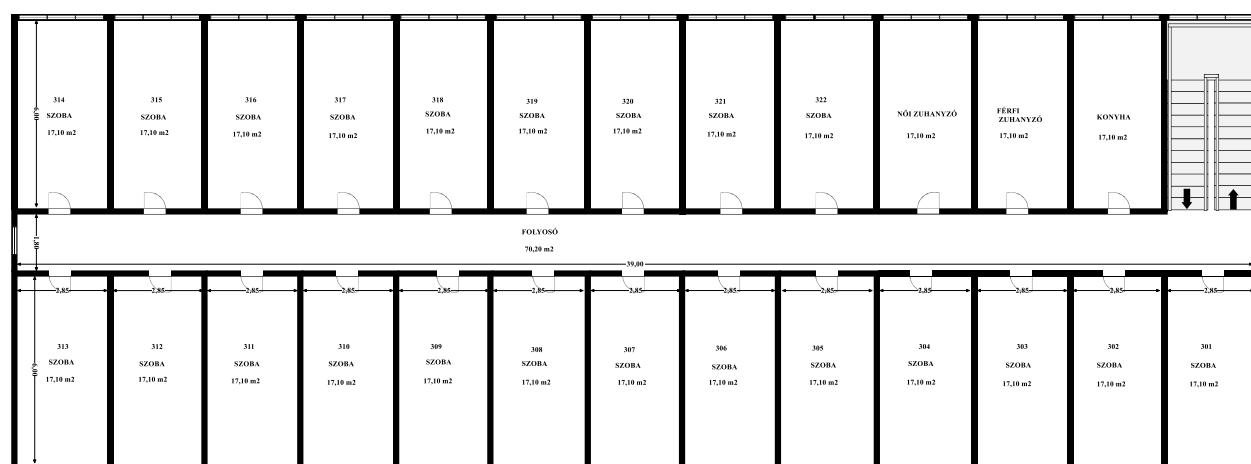 314
SZOBA
17,10 m2
315
SZOBA
17,10 m2
316
SZOBA
17,10 m2
317
SZOBA
17,10 m2
318
SZOBA
17,10 m2
319
SZOBA
17,10 m2
320
SZOBA
17,10 m2
321
SZOBA
17,10 m2
322
SZOBA
17,10 m2
NŐI ZUHANYZÓ
17,10 m2
FÉRFI
ZUHANYZÓ
17,10 m2
KONYHA
17,10 m2
6,00
1,80
FOLYOSÓ
70,20 m2
39,00
2,85
2,85
2,85
2,85
2,85
2,85
2,85
2,85
2,85
2,85
2,85
2,85
2,85
6,00
313
SZOBA
17,10 m2
312
SZOBA
17,10 m2
311
SZOBA
17,10 m2
310
SZOBA
17,10 m2
309
SZOBA
17,10 m2
308
SZOBA
17,10 m2
307
SZOBA
17,10 m2
306
SZOBA
17,10 m2
305
SZOBA
17,10 m2
304
SZOBA
17,10 m2
303
SZOBA
17,10 m2
302
SZOBA
17,10 m2
301
SZOBA
17,10 m2